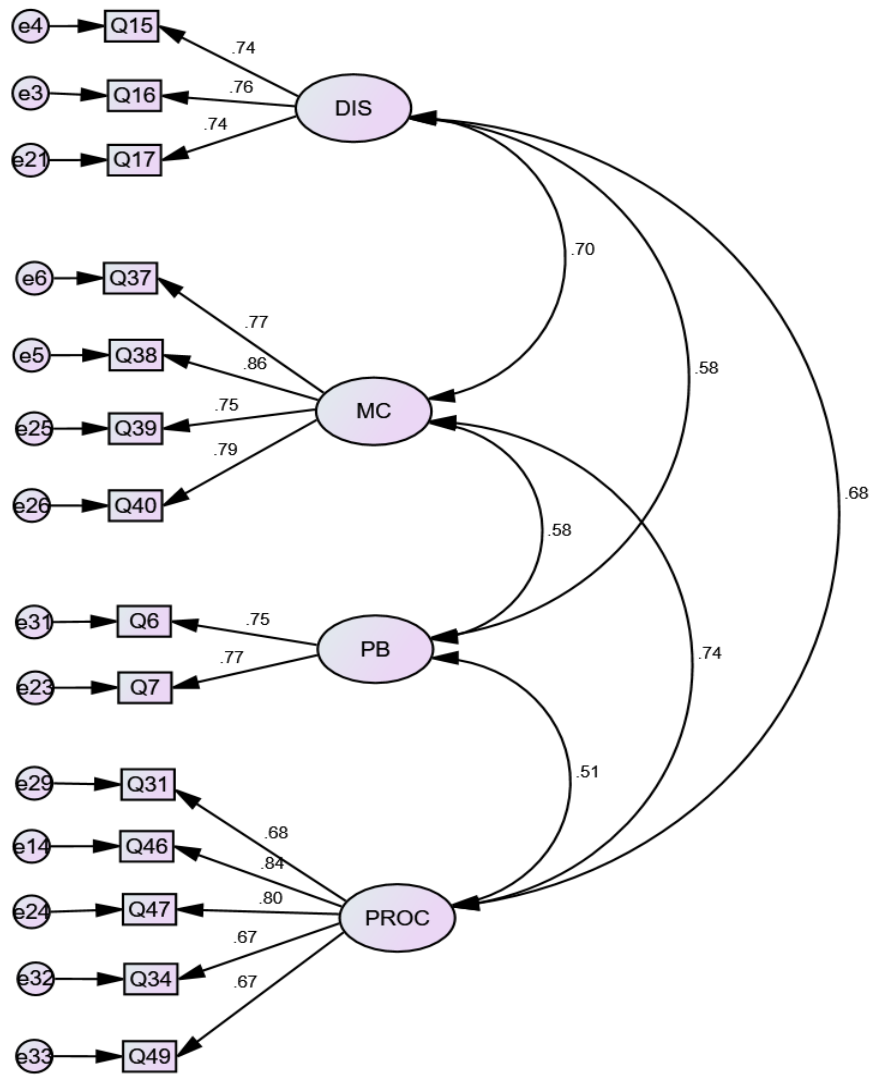 e4 Q15 .74
e3 Q16 .76 DIS
e21 Q17 .74
.70
e6 Q37 .77
e5 Q38 .86 .58
e25 Q39 .75 MC
e26 Q40 .79
.68
.58
e31 Q6 .75
PB
e23 Q7 .77
.74
.51
e29 Q31 .68
e14 Q46 .84
e24 Q47 .80 PROC
e32 Q34 .67
e33 Q49 .67